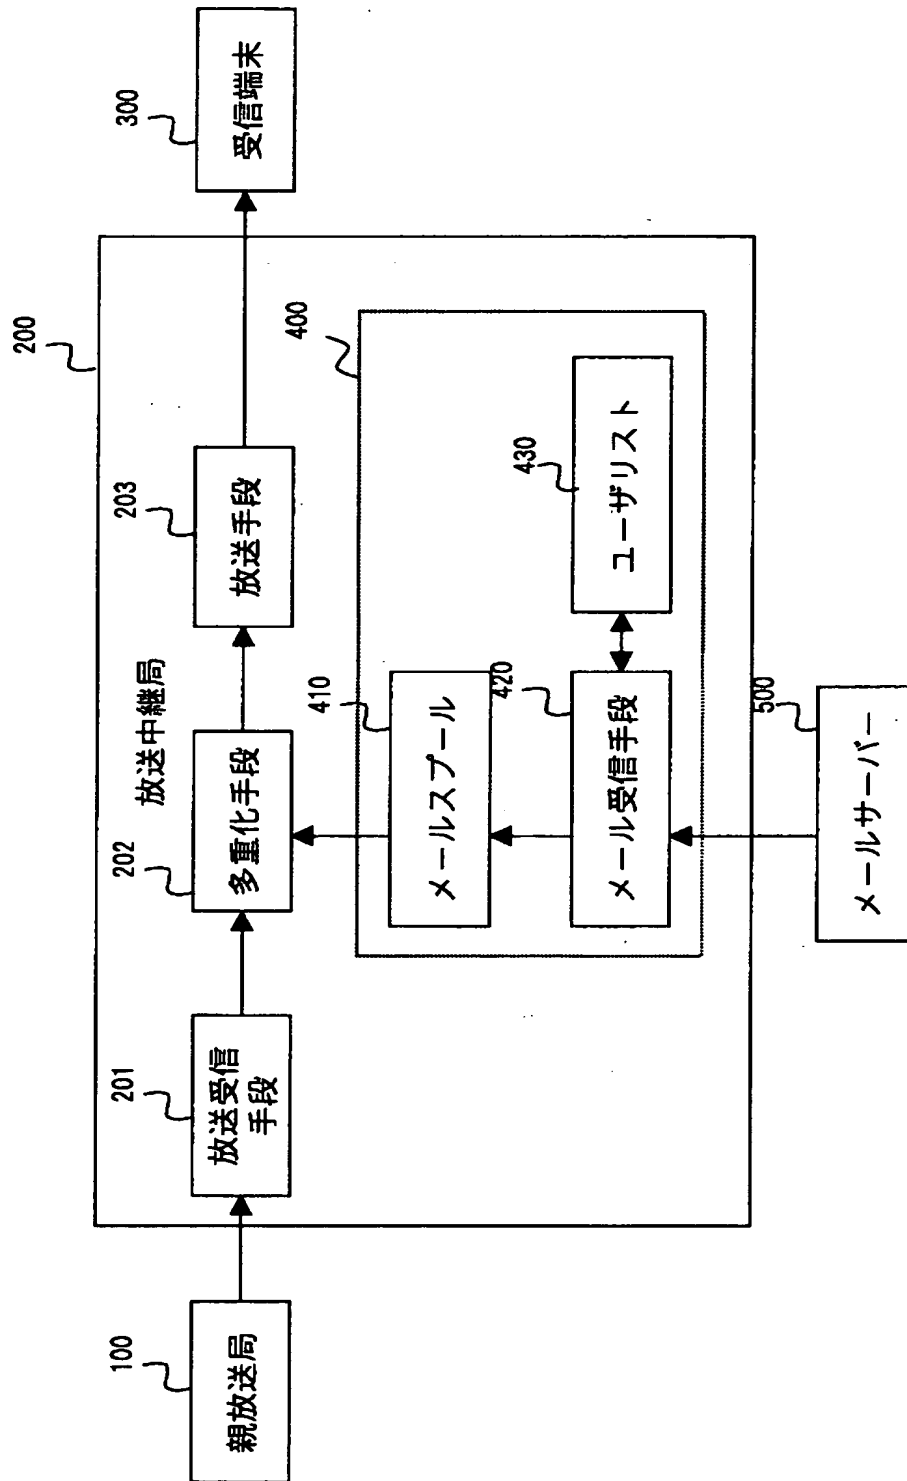 100
親放送局
200
放送中継局
201
放送受信
手段
202
多重化手段
203
放送手段
300
受信端末
400
410
メールスプール
420
メール受信手段
430
ユーザリスト
500
メールサーバー